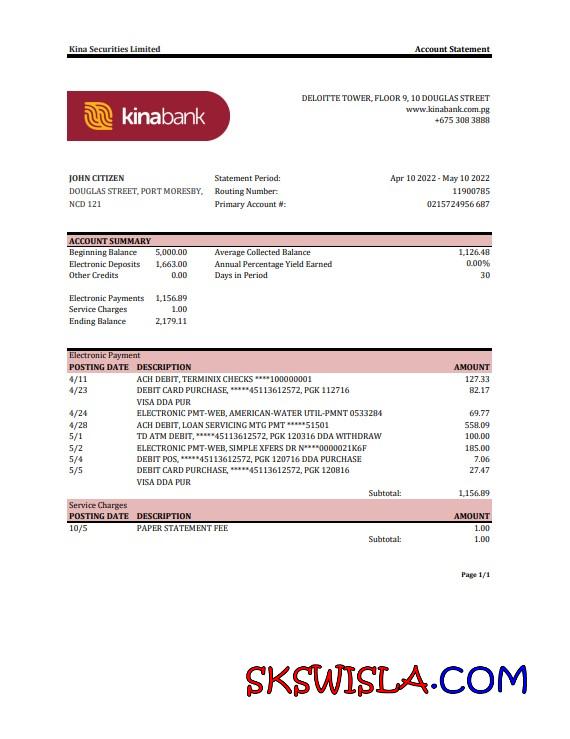 Kina Securities Limited Account Statement
kinabank
DELOITTE TOWER, FLOOR 9, 10 DOUGLAS STREET
www.kinabank.com.pg
+675 308 3888
JOHN CITIZEN Statement Period: Apr 10 2022 - May 10 2022
DOUGLAS STREET, PORT MORESBY, Routing Number: 11900785
NCD 121 Primary Account #: 0215724956 687
ACCOUNT SUMMARY
Beginning Balance 5,000.00 Average Collected Balance 1,126.48
Electronic Deposits 1,663.00 Annual Percentage Yield Earned 0.00%
Other Credits 0.00 Days in Period 30
Electronic Payments 1,156.89
Service Charges 1.00
Ending Balance 2,179.11
Electronic Payment
POSTING DATE DESCRIPTION AMOUNT
4/11 ACH DEBIT, TERMINIX CHECKS ****100000001 127.33
4/23 DEBIT CARD PURCHASE, *****45113612572, PGK 112716 82.17
VISA DDA PUR
4/24 ELECTRONIC PMT-WEB, AMERICAN-WATER UTIL-PMNT 0533284 69.77
4/28 ACH DEBIT, LOAN SERVICING MTG PMT *****51501 558.09
5/1 TD ATM DEBIT, *****45113612572, PGK 120316 DDA WITHDRAW 100.00
5/2 ELECTRONIC PMT-WEB, SIMPLE XFERS DR N****0000021K6F 185.00
5/4 DEBIT POS, *****45113612572, PGK 120716 DDA PURCHASE 7.06
5/5 DEBIT CARD PURCHASE, *****45113612572, PGK 120816 27.47
VISA DDA PUR
Subtotal: 1,156.89
Service Charges
POSTING DATE DESCRIPTION AMOUNT
10/5 PAPER STATEMENT FEE 1.00
Subtotal: 1.00
Page 1/1
SKSWISLA.COM